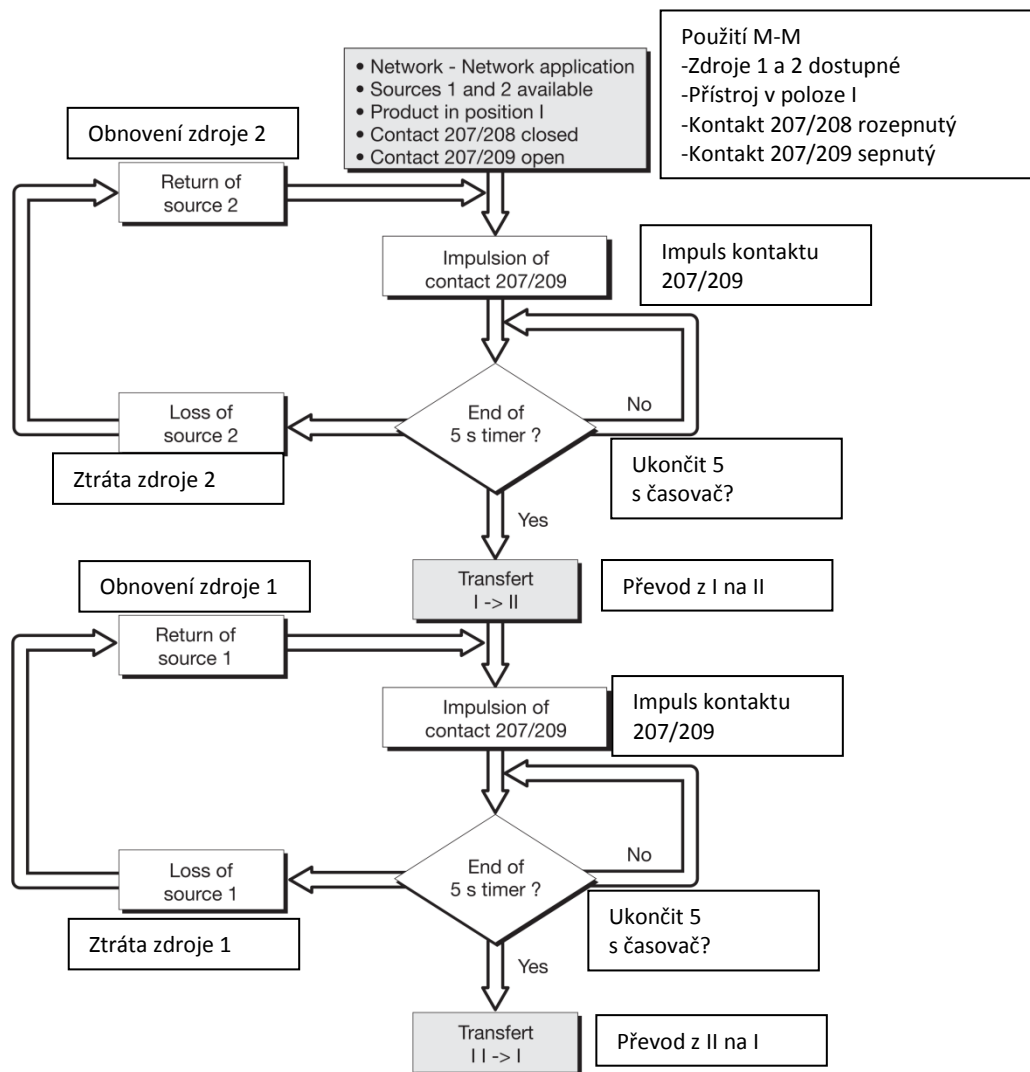 • Network - Network application
• Sources 1 and 2 available
• Product in position I
• Contact 207/208 closed
• Contact 207/209 open
Použití M-M
-Zdroje 1 a 2 dostupné
-Přístroj v poloze I
-Kontakt 207/208 rozepnutý
-Kontakt 207/209 sepnutý
Obnovení zdroje 2
Return of
source 2
Impulsion of
contact 207/209
Impuls kontaktu
207/209
Loss of
source 2
End of
5 s timer ?
No
Ztráta zdroje 2
Ukončit 5
s časovač?
Yes
Obnovení zdroje 1
Transfert
I -> II
Převod z I na II
Return of
source 1
Impulsion of
contact 207/209
Impuls kontaktu
207/209
Loss of
source 1
End of
5 s timer ?
No
Ztráta zdroje 1
Ukončit 5
s časovač?
Yes
Transfert
I I -> I
Převod z II na I